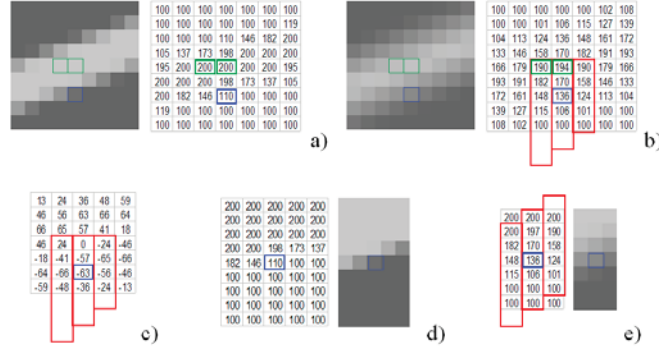 100 100 100 100 100 100 100
100 100 100 100 100 100 119
100 100 100 110 146 182 200
105 137 173 198 200 200 200
195 200 200 200 200 200 195
200 200 200 198 173 137 105
200 182 146 110 100 100 100
119 100 100 100 100 100 100
100 100 100 100 100 100 100
a)
100 100 100 100 100 102 108
100 100 101 106 115 127 139
104 113 124 136 148 161 172
133 146 158 170 182 191 193
166 179 190 194 190 179 166
193 191 182 170 158 146 133
172 161 148 136 124 113 104
139 127 115 106 101 100 100
108 102 100 100 100 100 100
b)
13 24 36 48 59
46 56 63 66 64
66 65 57 41 18
46 24 0 -24 -46
-18 -41 -57 -65 -66
-64 -66 -63 -56 -46
-59 -48 -36 -24 -13
c)
200 200 200 200 200
200 200 200 200 200
200 200 200 200 200
200 200 198 173 137
182 146 110 100 100
100 100 100 100 100
100 100 100 100 100
100 100 100 100 100
100 100 100 100 100
d)
200 200 200
200 197 190
182 170 158
148 136 124
115 106 101
100 100 100
100 100 100
e)